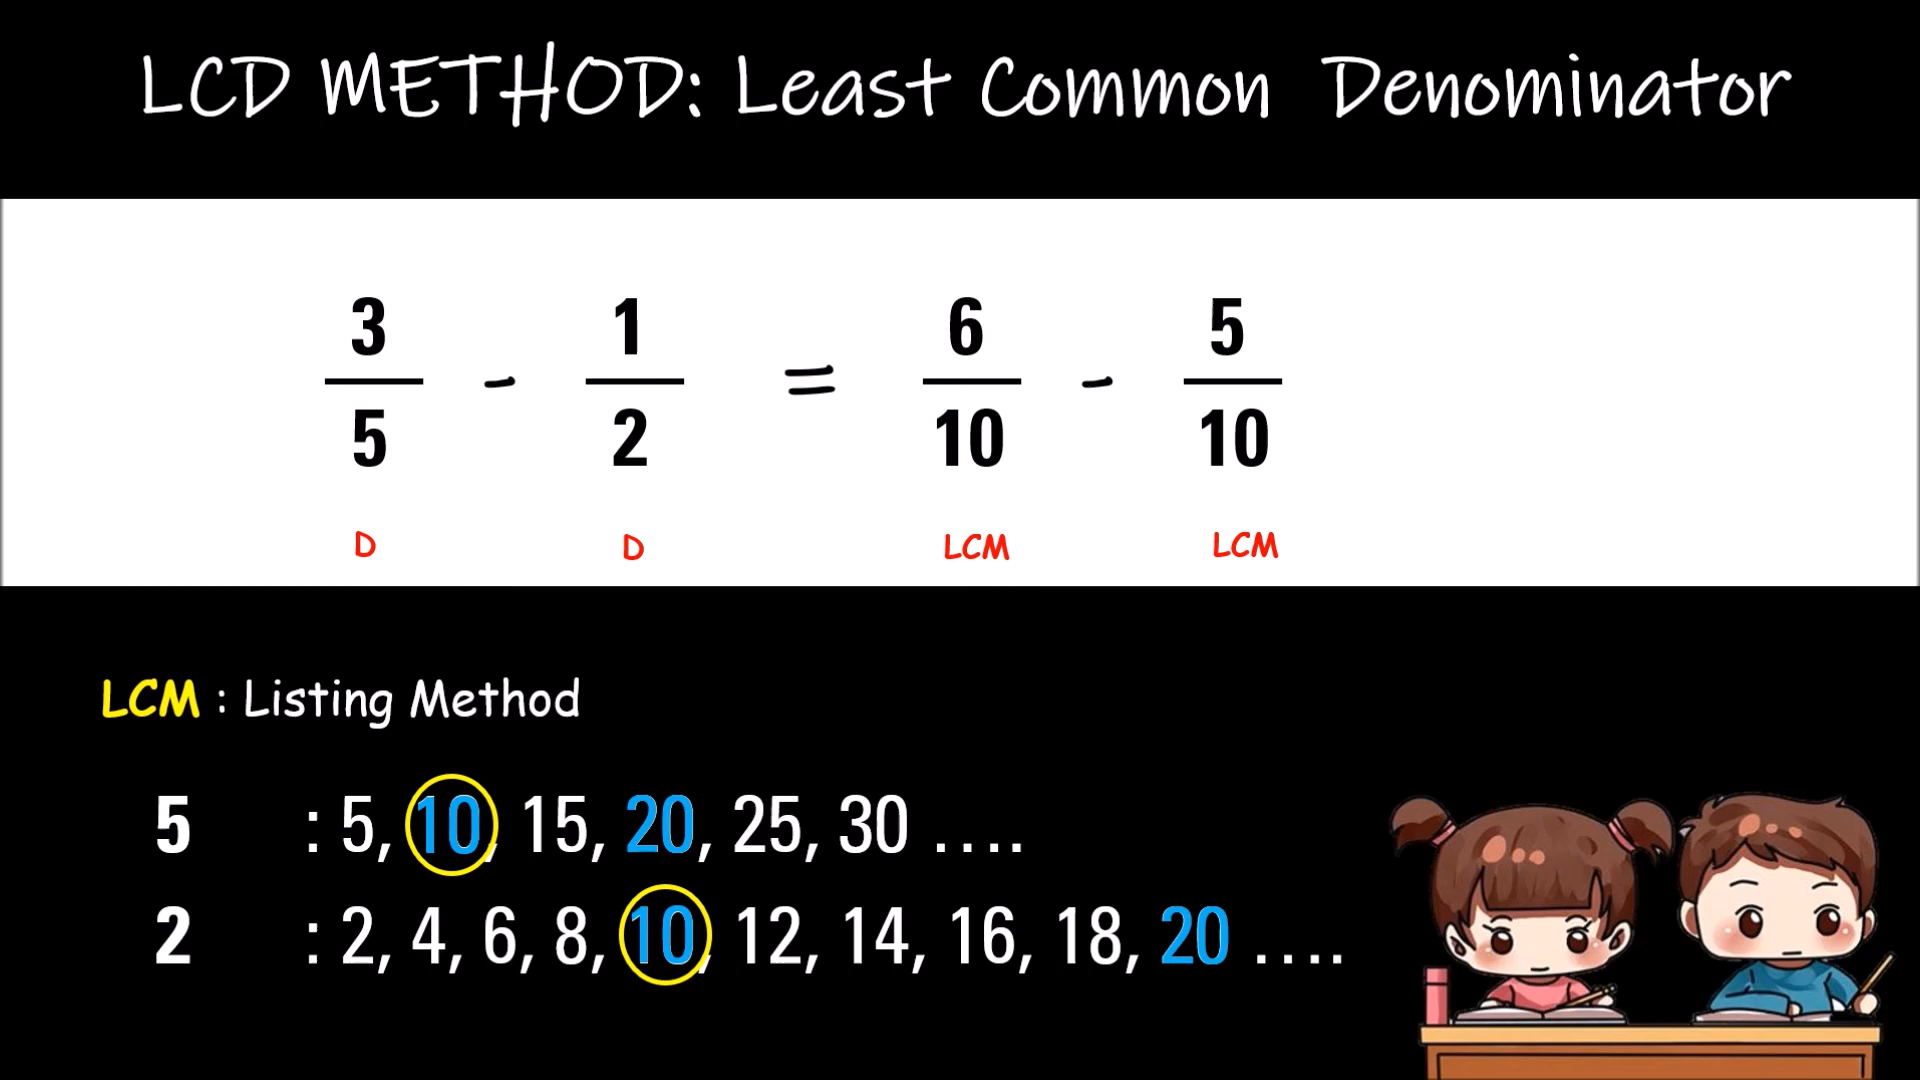 LCD METHOD: Least Common Denominator
3 1 6 5
- = -
5 2 10 10
D D LCM LCM
LCM : Listing Method
5 : 5, 10, 15, 20, 25, 30 ....
2 : 2, 4, 6, 8, 10, 12, 14, 16, 18, 20 ....